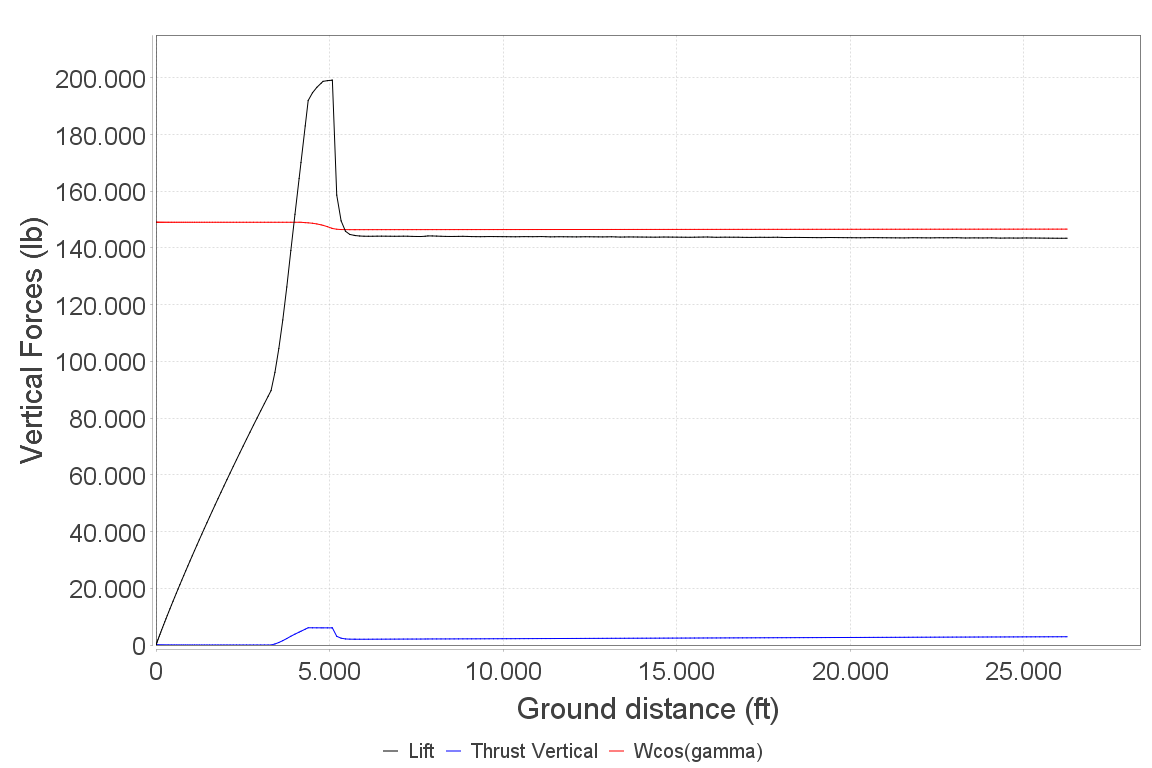 Vertical Forces (lb)
200.000
180.000
160.000
140.000
120.000
100.000
80.000
60.000
40.000
20.000
0
0 5.000 10.000 15.000 20.000 25.000
Ground distance (ft)
Lift Thrust Vertical Wcos(gamma)